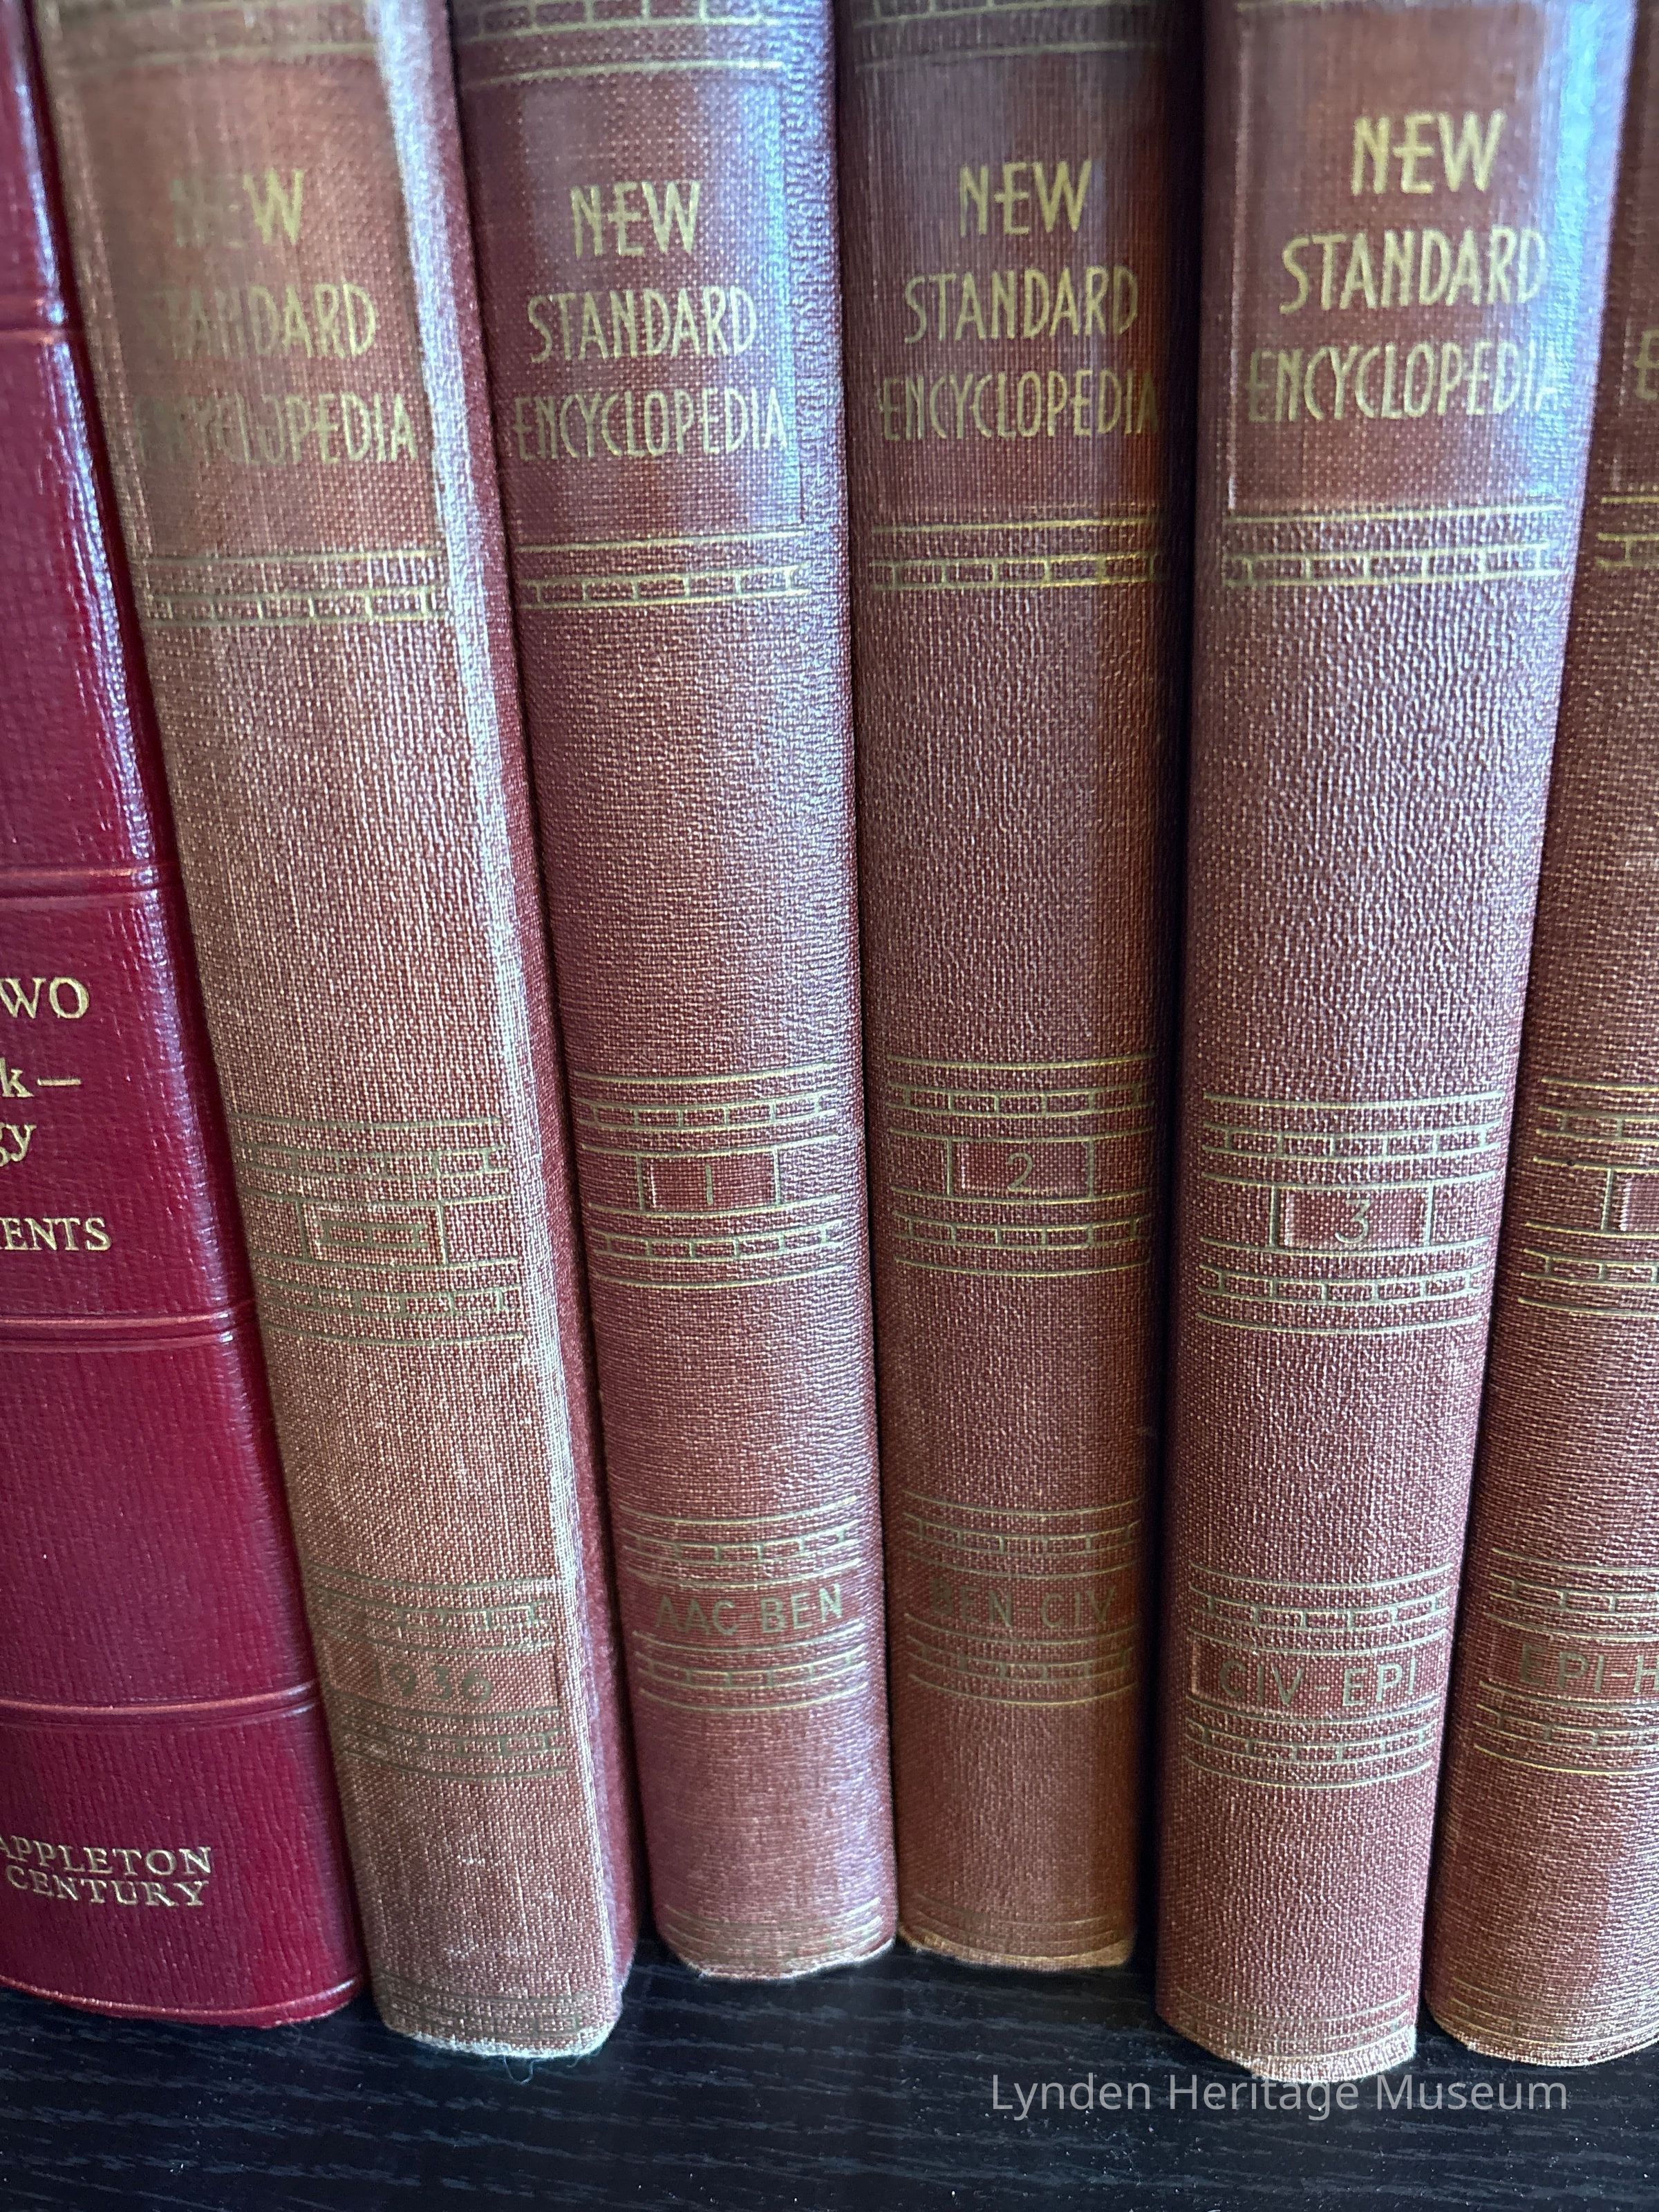 WO
k —
gy
ENTS
APPLETON
CENTURY
NEW
STANDARD
ENCYCLOPEDIA
1936
NEW
STANDARD
ENCYCLOPEDIA
1
AAC-BEN
NEW
STANDARD
ENCYCLOPEDIA
2
BEN-CIV
NEW
STANDARD
ENCYCLOPEDIA
3
CIV-EPI
E
EPI-H
Lynden Heritage Museum